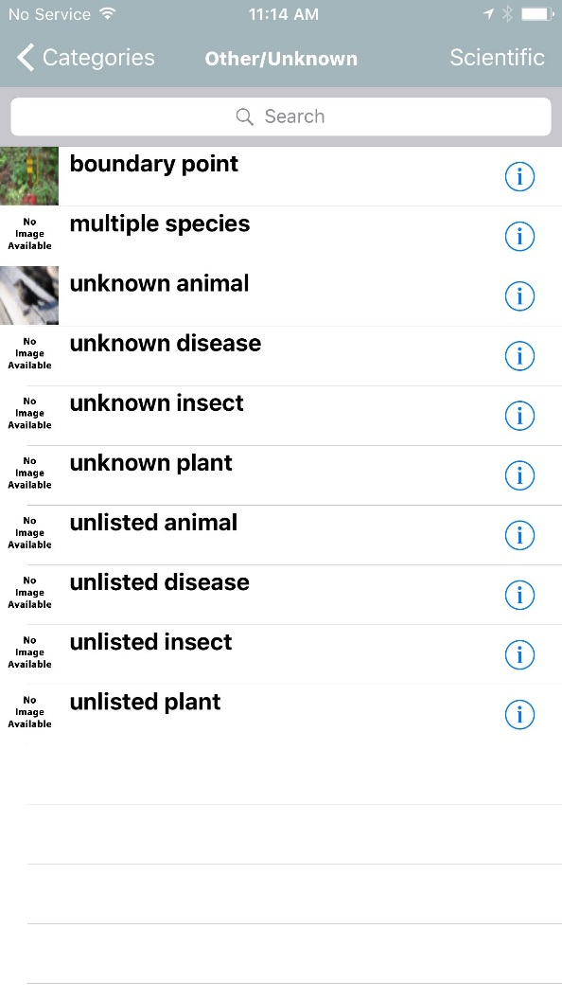 No Service 11:14 AM
Categories Other/Unknown Scientific
Search
boundary point
No
Image
Available
multiple species
unknown animal
No
Image
Available
unknown disease
No
Image
Available
unknown insect
No
Image
Available
unknown plant
No
Image
Available
unlisted animal
No
Image
Available
unlisted disease
No
Image
Available
unlisted insect
No
Image
Available
unlisted plant